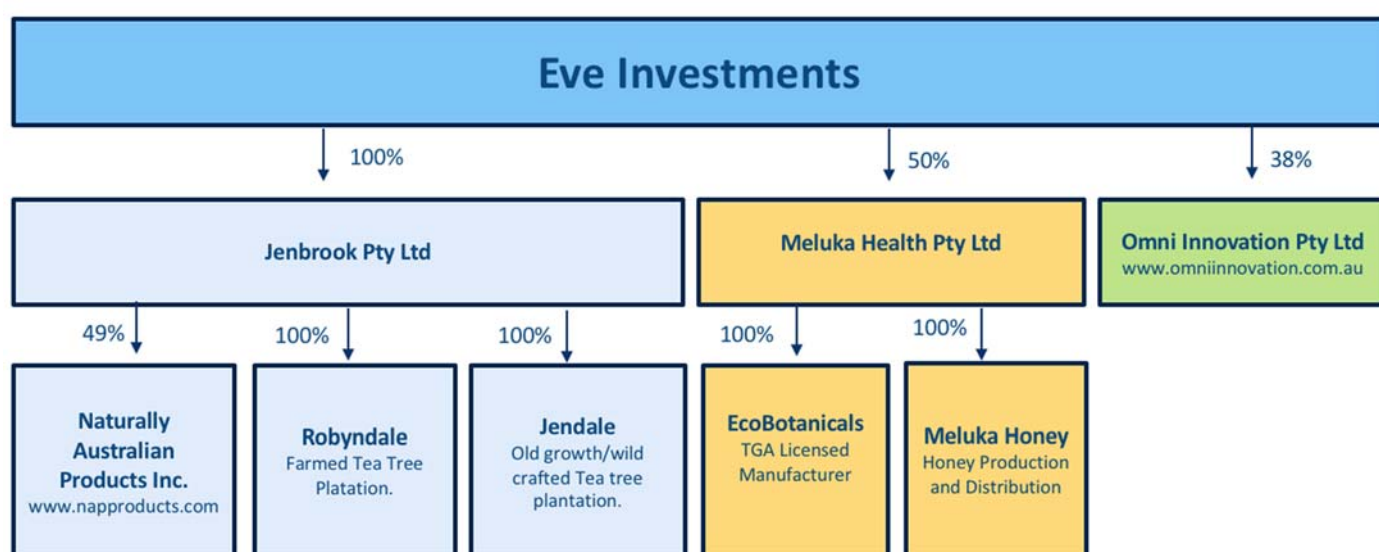 Eve Investments
100%
50%
38%
Jenbrook Pty Ltd
Meluka Health Pty Ltd
Omni Innovation Pty Ltd
www.omniinnovation.com.au
49%
100%
100%
100%
100%
Naturally
Australian
Products Inc.
www.napproducts.com
Robyndale
Farmed Tea Tree
Platation.
Jendale
Old growth/wild
crafted Tea tree
plantation.
EcoBotanicals
TGA Licensed
Manufacturer
Meluka Honey
Honey Production
and Distribution